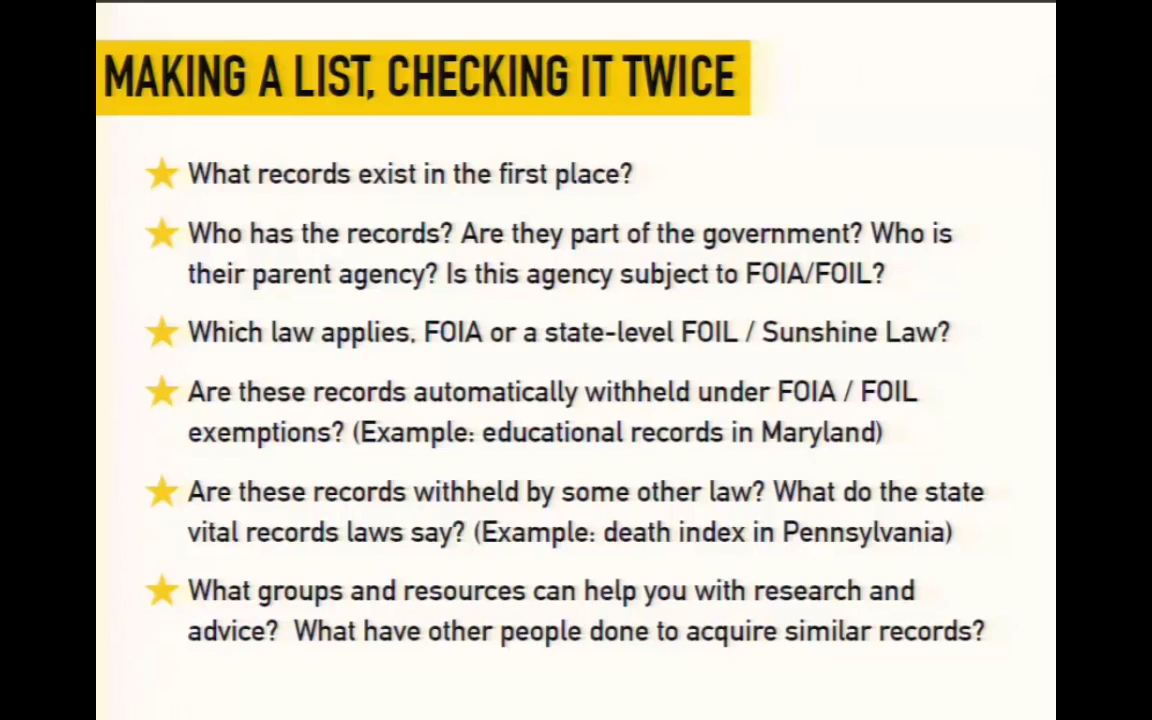 MAKING A LIST, CHECKING IT TWICE
What records exist in the first place?
Who has the records? Are they part of the government? Who is
their parent agency? Is this agency subject to FOIA/FOIL?
Which law applies, FOIA or a state-level FOIL / Sunshine Law?
Are these records automatically withheld under FOIA / FOIL
exemptions? (Example: educational records in Maryland)
Are these records withheld by some other law? What do the state
vital records laws say? (Example: death index in Pennsylvania)
What groups and resources can help you with research and
advice?  What have other people done to acquire similar records?